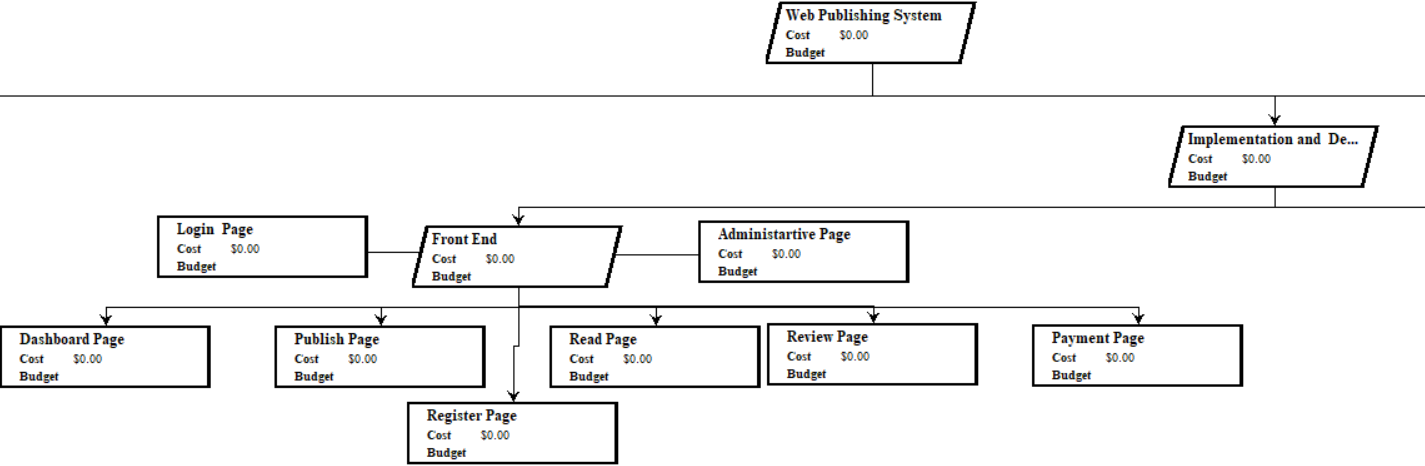 Web Publishing System
Cost $0.00
Budget
Implementation and De...
Cost $0.00
Budget
Login Page
Cost $0.00
Budget
Front End
Cost $0.00
Budget
Administartive Page
Cost $0.00
Budget
Dashboard Page
Cost $0.00
Budget
Publish Page
Cost $0.00
Budget
Read Page
Cost $0.00
Budget
Review Page
Cost $0.00
Budget
Payment Page
Cost $0.00
Budget
Register Page
Cost $0.00
Budget